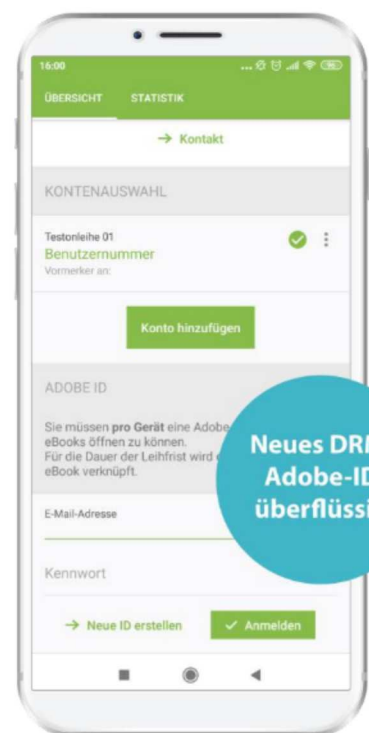 16:00
...
90
ÜBERSICHT STATISTIK
→ Kontakt
KONTENAUSWAHL
Testonleihe 01
Benutzernummer
Vormerker an:
Konto hinzufügen
ADOBE ID
Sie müssen pro Gerät eine Adobe
eBooks öffnen zu können.
Für die Dauer der Leihfrist wird
eBook verknüpft.
Neues DRM
Adobe-ID
überflüssi
E-Mail-Adresse
Kennwort
→ Neue ID erstellen
✓ Anmelden